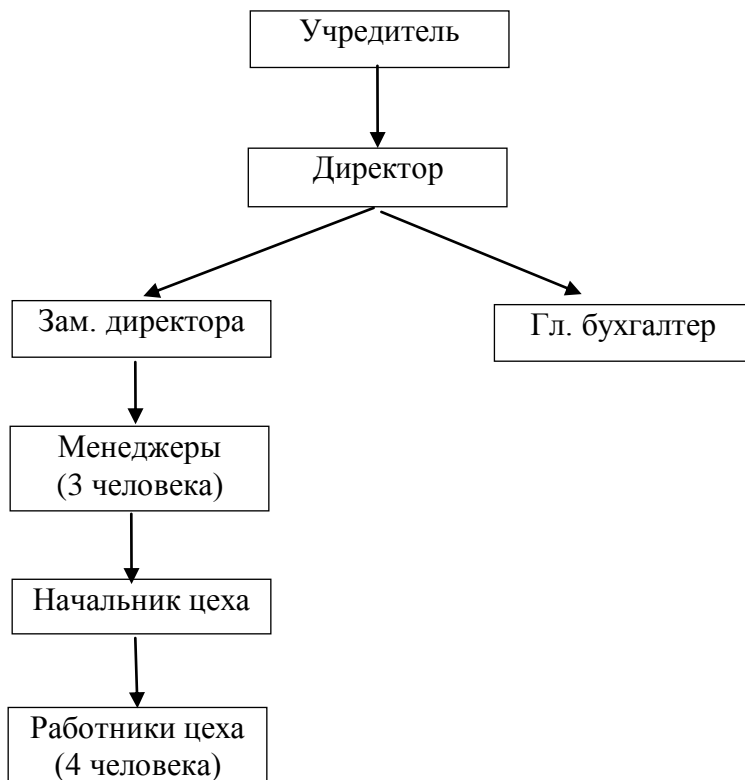 Учредитель
Директор
Зам. директора
Гл. бухгалтер
Менеджеры
(3 человека)
Начальник цеха
Работники цеха
(4 человека)